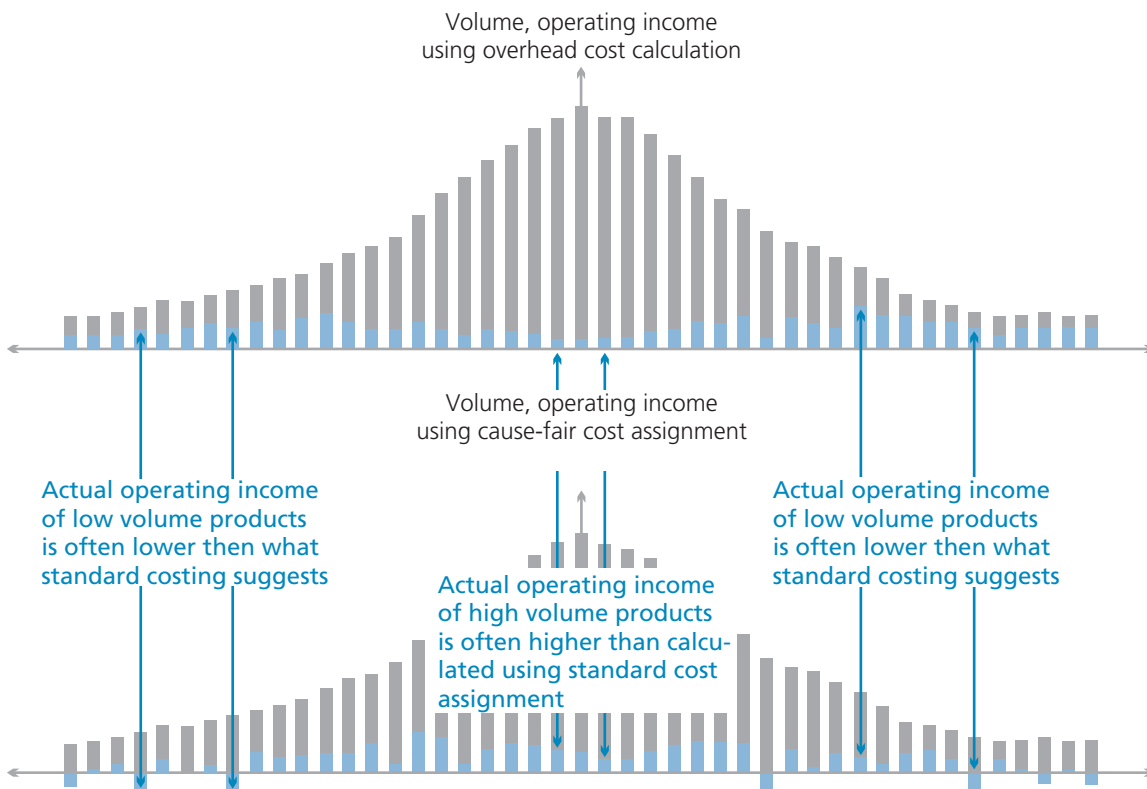 Volume, operating income
using overhead cost calculation
Volume, operating income
using cause-fair cost assignment
Actual operating income
of low volume products
is often lower then what
standard costing suggests
Actual operating income
of high volume products
is often higher than calcu-
lated using standard cost
assignment
Actual operating income
of low volume products
is often lower then what
standard costing suggests